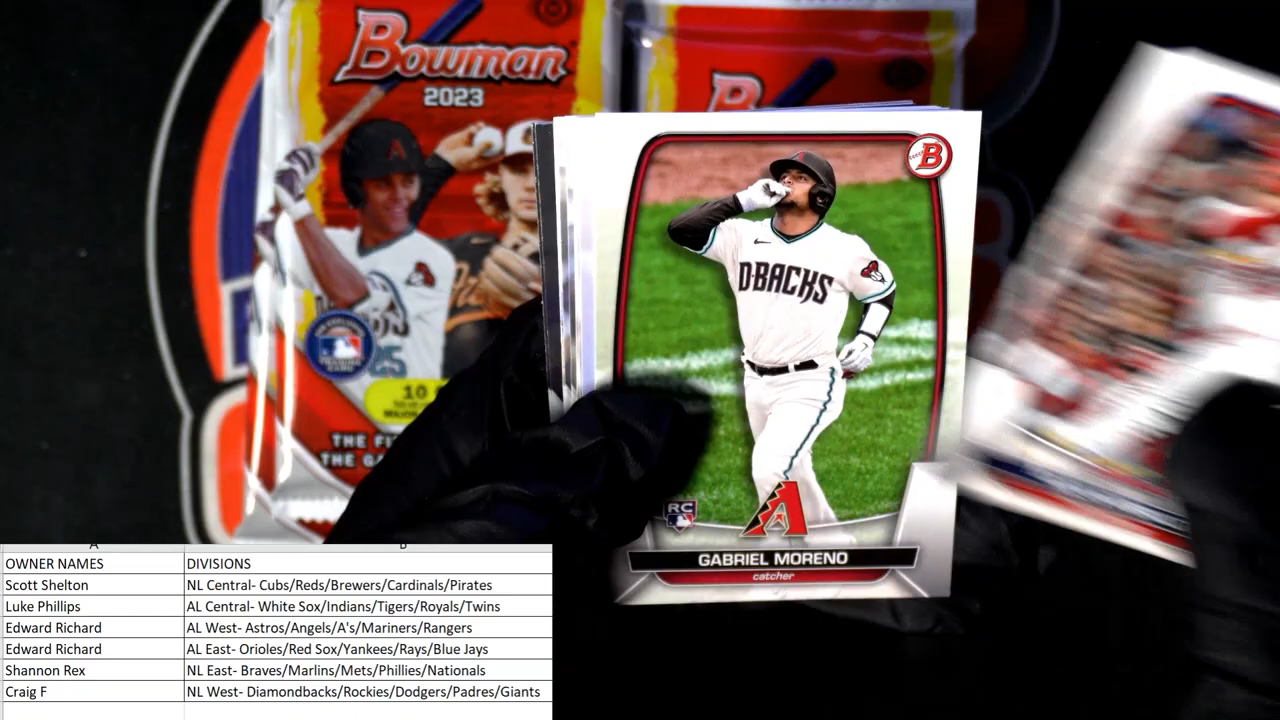 Bowman
2023
B
B
A
D-BACKS
25
10
THE
THE
RC
GABRIEL MORENO
catcher
A B
OWNER NAMES DIVISIONS
Scott Shelton NL Central- Cubs/Reds/Brewers/Cardinals/Pirates
Luke Phillips AL Central- White Sox/Indians/Tigers/Royals/Twins
Edward Richard AL West- Astros/Angels/A's/Mariners/Rangers
Edward Richard AL East- Orioles/Red Sox/Yankees/Rays/Blue Jays
Shannon Rex NL East- Braves/Marlins/Mets/Phillies/Nationals
Craig F NL West- Diamondbacks/Rockies/Dodgers/Padres/Giants